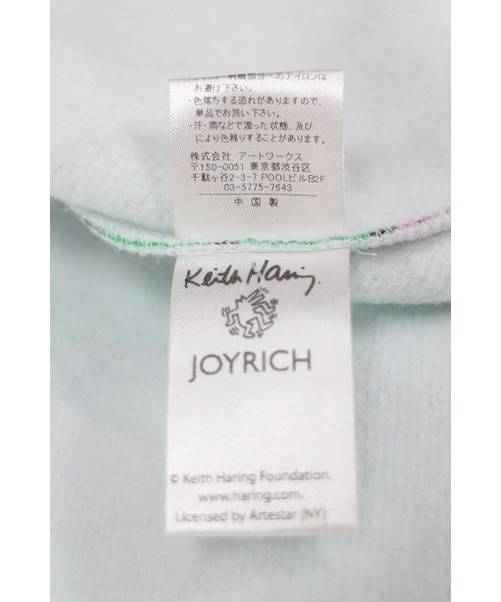 お避け下さい。
・色落ちする恐れがありますので、
単品でお洗い下さい。
・汗・雨などで湿った状態、及び
により色移りすることがあります。
株式会社 アートワークス
〒150-0051 東京都渋谷区
千駄ヶ谷2-3-7 POOLビルB2F
03-5775-7643
中 国 製
Keith Haring
JOYRICH
© Keith Haring Foundation,
www.haring.com.
Licensed by Artestar (NY)